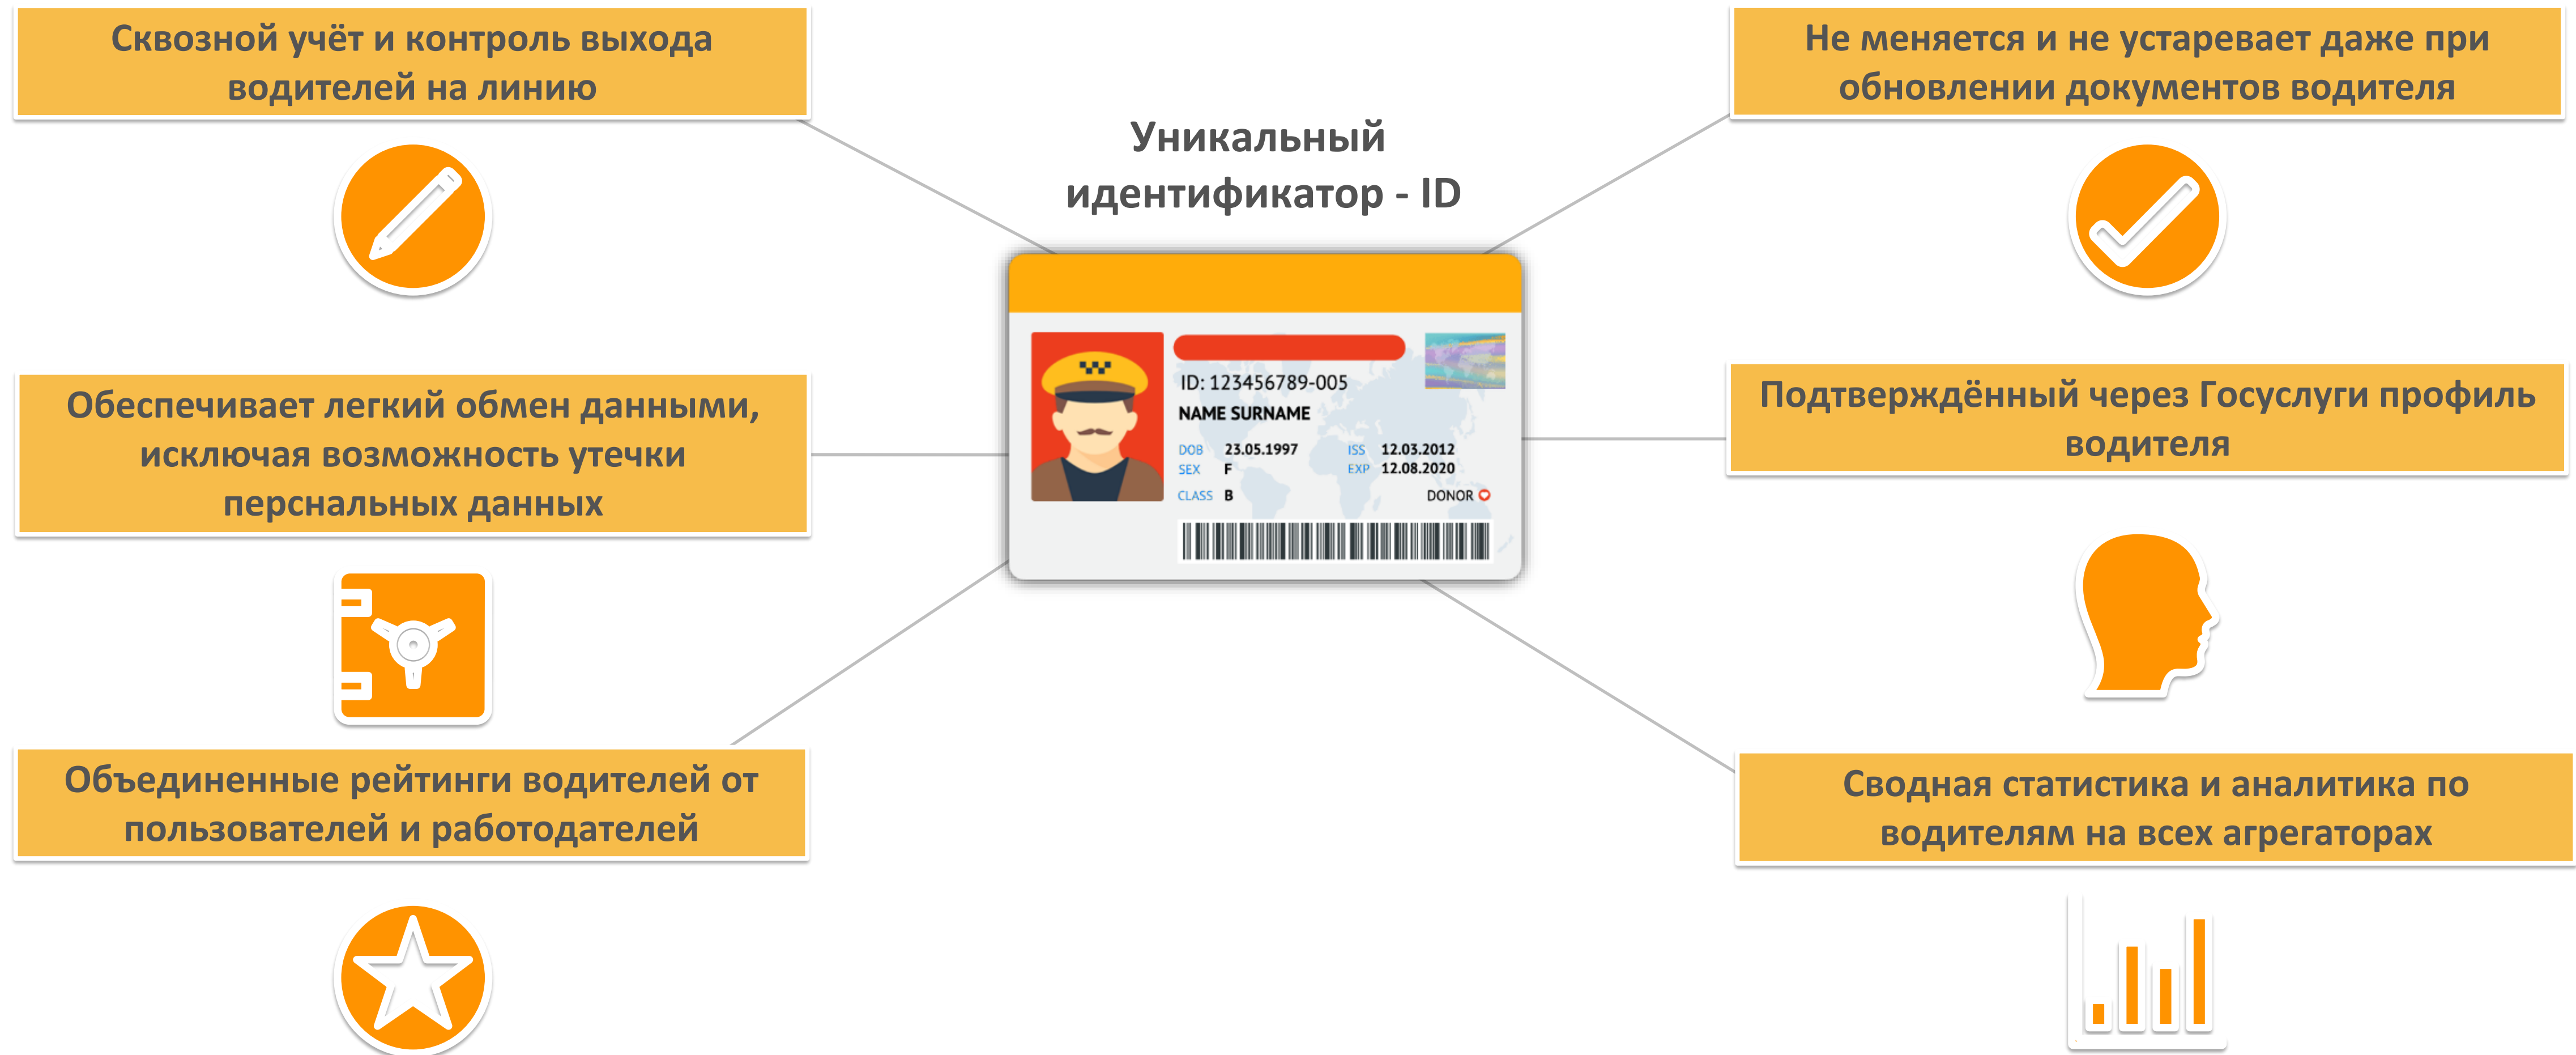 Сквозной учёт и контроль выхода
водителей на линию
Не меняется и не устаревает даже при
обновлении документов водителя
Уникальный
идентификатор - ID
Обеспечивает легкий обмен данными,
исключая возможность утечки
перснальных данных
ID: 123456789-005
NAME SURNAME
DOB 23.05.1997 ISS 12.03.2012
SEX F EXP 12.08.2020
CLASS B DONOR
Подтверждённый через Госуслуги профиль
водителя
Объединенные рейтинги водителей от
пользователей и работодателей
Сводная статистика и аналитика по
водителям на всех агрегаторах